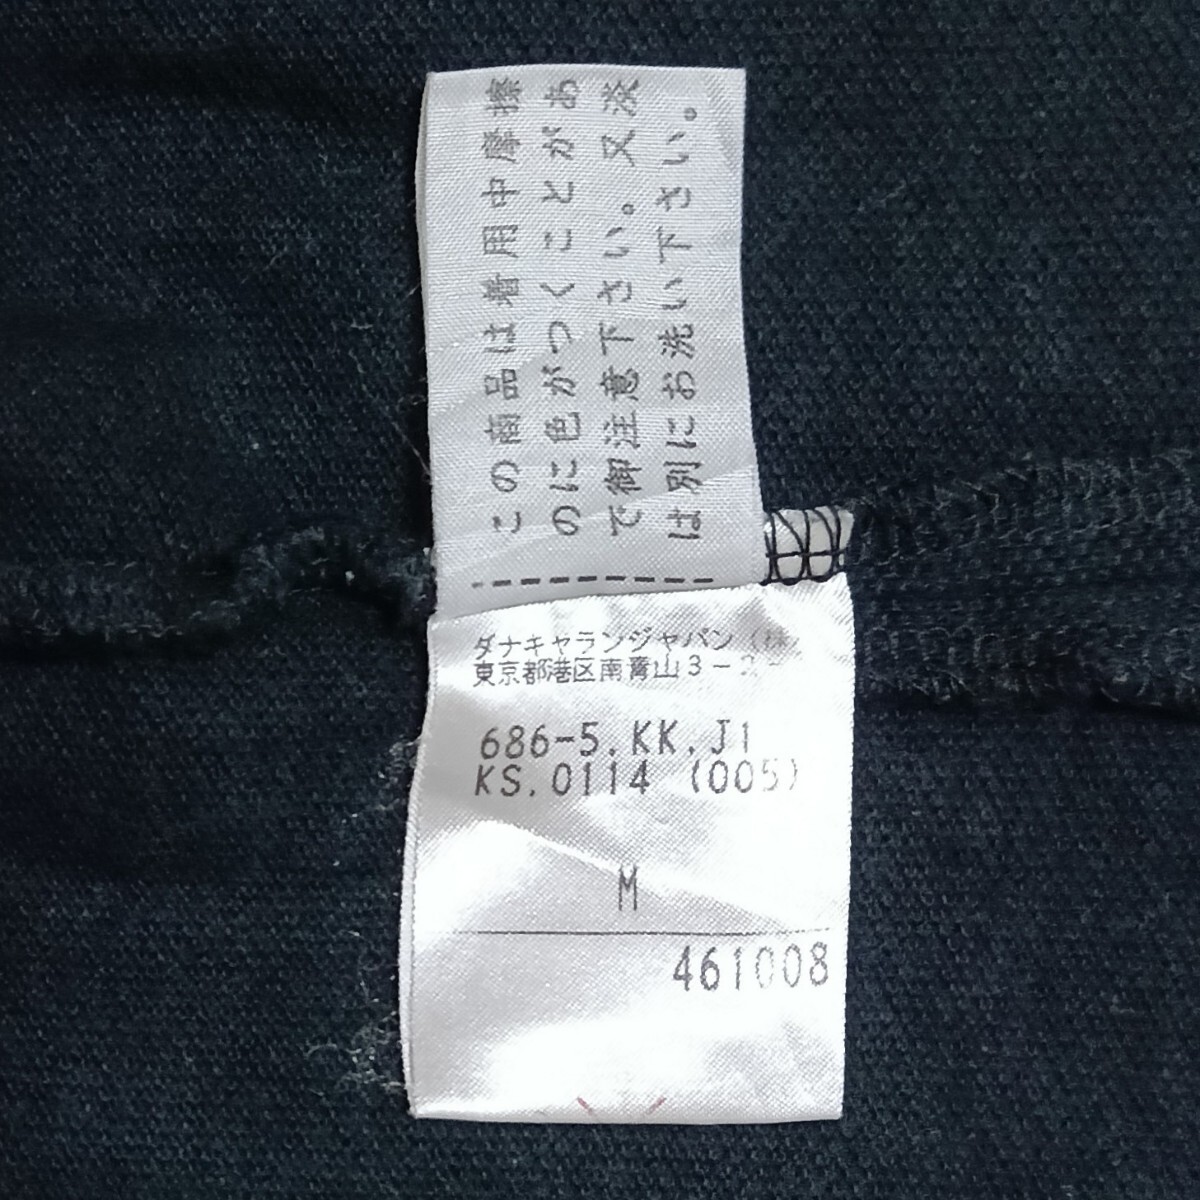 この商品は着用中摩擦
のに色がつくことがあ
で御注意下さい。又淡
は別にお洗い下さい。
ダナキャランジャパン（株
東京都港区南青山３－２
686-5.KK.J1
KS.0114 (005)
M
461008